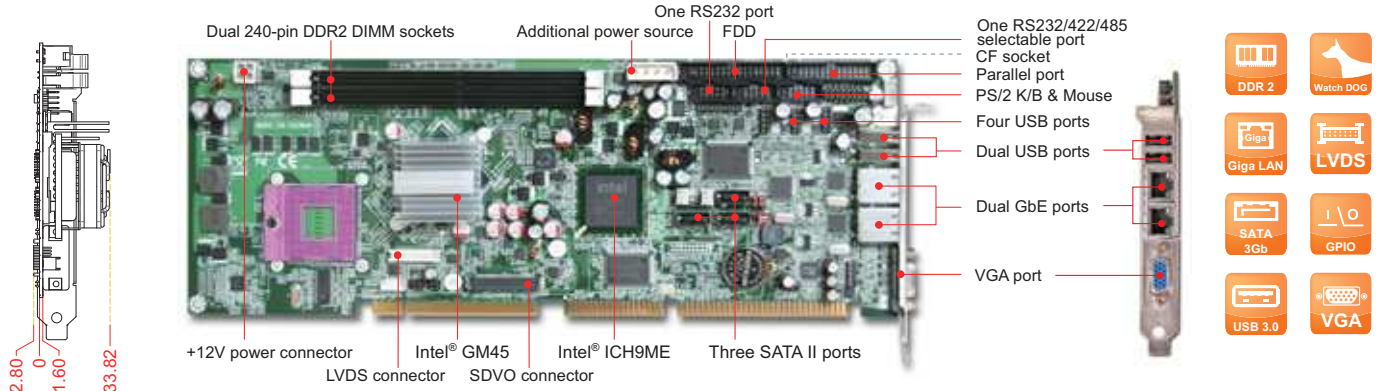 One RS232 port
Dual 240-pin DDR2 DIMM sockets
Additional power source
FDD
One RS232/422/485
selectable port
CF socket
Parallel port
PS/2 K/B & Mouse
Four USB ports
Dual USB ports
Dual GbE ports
VGA port
+12V power connector
Intel® GM45
Intel® ICH9ME
Three SATA II ports
LVDS connector
SDVO connector
2.80
0
1.60
33.82
DDR 2
Watch DOG
Giga
Giga LAN
LVDS
SATA
3Gb
GPIO
USB 3.0
VGA
intel
CE